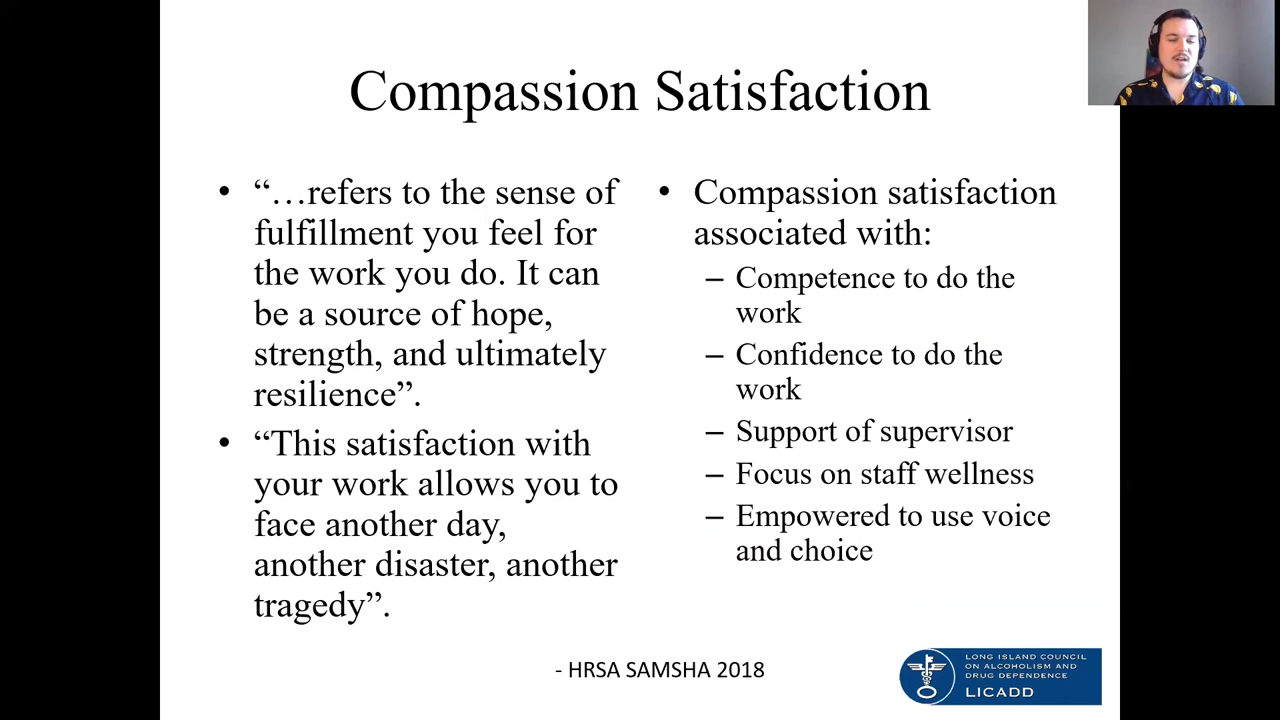 Compassion Satisfaction
• “…refers to the sense of
fulfillment you feel for
the work you do. It can
be a source of hope,
strength, and ultimately
resilience”.
• “This satisfaction with
your work allows you to
face another day,
another disaster, another
tragedy”.
• Compassion satisfaction
associated with:
– Competence to do the
work
– Confidence to do the
work
– Support of supervisor
– Focus on staff wellness
– Empowered to use voice
and choice
- HRSA SAMSHA 2018
LONG ISLAND COUNCIL
ON ALCOHOLISM AND
DRUG DEPENDENCE
LICADD